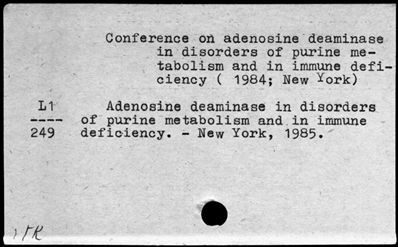 Conference on adenosine deaminase
in disorders of purine me-
tabolism and in immune defi-
ciency ( 1984; New York)
L1
----
249
Adenosine deaminase in disorders
of purine metabolism and in immune
deficiency. - New York, 1985.